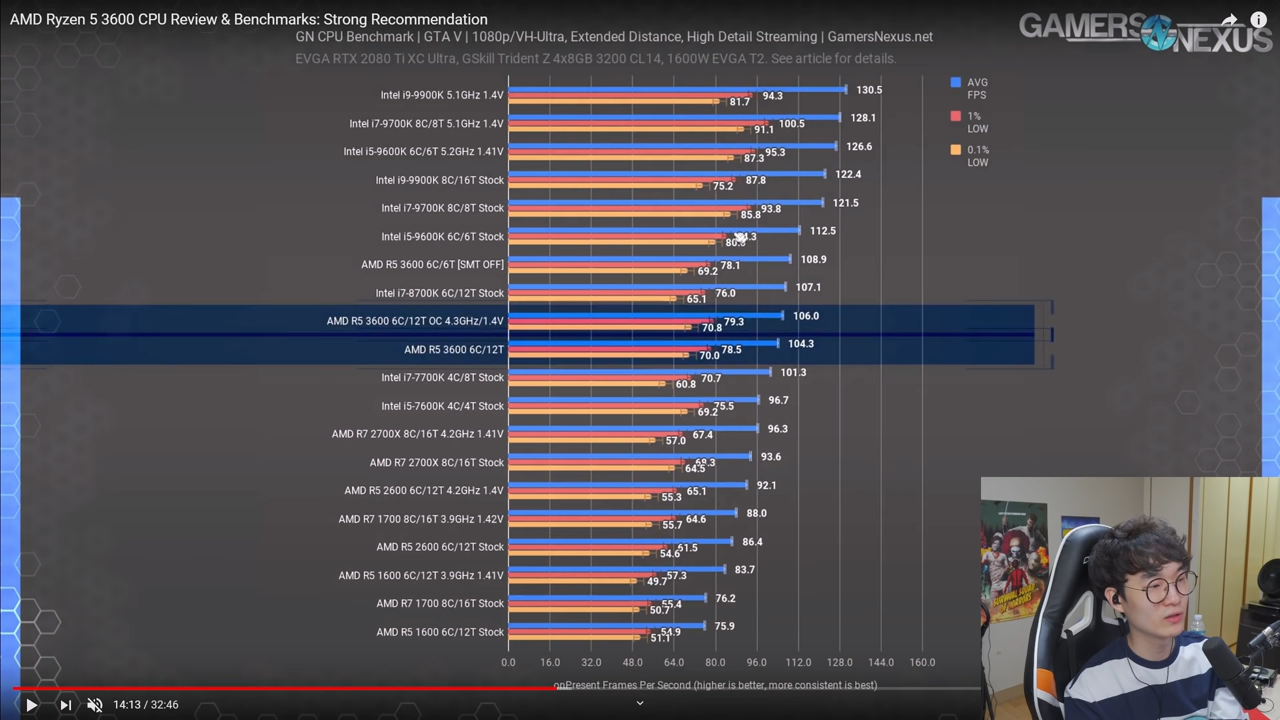 AMD Ryzen 5 3600 CPU Review & Benchmarks: Strong Recommendation
GN CPU Benchmark | GTA V | 1080p/VH-Ultra, Extended Distance, High Detail Streaming | GamersNexus.net
EVGA RTX 2080 Ti XC Ultra, GSkill Trident Z 4x8GB 3200 CL14, 1600W EVGA T2. See article for details.
GAMERS NEXUS
AVG FPS
1% LOW
0.1% LOW
Intel i9-9900K 5.1GHz 1.4V 130.5 94.3 81.7
Intel i7-9700K 8C/8T 5.1GHz 1.4V 128.1 100.5 91.1
Intel i5-9600K 6C/6T 5.2GHz 1.41V 126.6 95.3 87.3
Intel i9-9900K 8C/16T Stock 122.4 87.8 75.2
Intel i7-9700K 8C/8T Stock 121.5 93.8 85.8
Intel i5-9600K 6C/6T Stock 112.5
AMD R5 3600 6C/6T [SMT OFF] 108.9 78.1 69.2
Intel i7-8700K 6C/12T Stock 107.1 76.0 65.1
AMD R5 3600 6C/12T OC 4.3GHz/1.4V 106.0 79.3 70.8
AMD R5 3600 6C/12T 104.3 78.5 70.0
Intel i7-7700K 4C/8T Stock 101.3 70.7 60.8
Intel i5-7600K 4C/4T Stock 96.7 75.5 69.2
AMD R7 2700X 8C/16T 4.2GHz 1.41V 96.3 67.4 57.0
AMD R7 2700X 8C/16T Stock 93.6 68.3 64.5
AMD R5 2600 6C/12T 4.2GHz 1.4V 92.1 65.1 55.3
AMD R7 1700 8C/16T 3.9GHz 1.42V 88.0 64.6 55.7
AMD R5 2600 6C/12T Stock 86.4 61.5 54.6
AMD R5 1600 6C/12T 3.9GHz 1.41V 83.7 57.3 49.7
AMD R7 1700 8C/16T Stock 76.2 55.4 50.7
AMD R5 1600 6C/12T Stock 75.9 54.9 51.1
0.0 16.0 32.0 48.0 64.0 80.0 96.0 112.0 128.0 144.0 160.0
onPresent Frames Per Second (higher is better, more consistent is best)
14:13 / 32:46